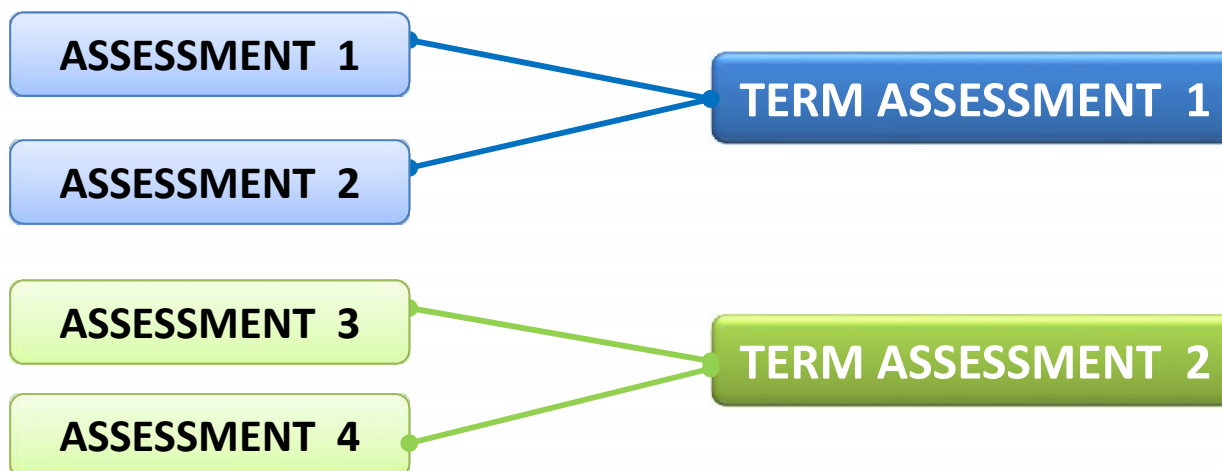 ASSESSMENT 1
ASSESSMENT 2
TERM ASSESSMENT 1
ASSESSMENT 3
ASSESSMENT 4
TERM ASSESSMENT 2